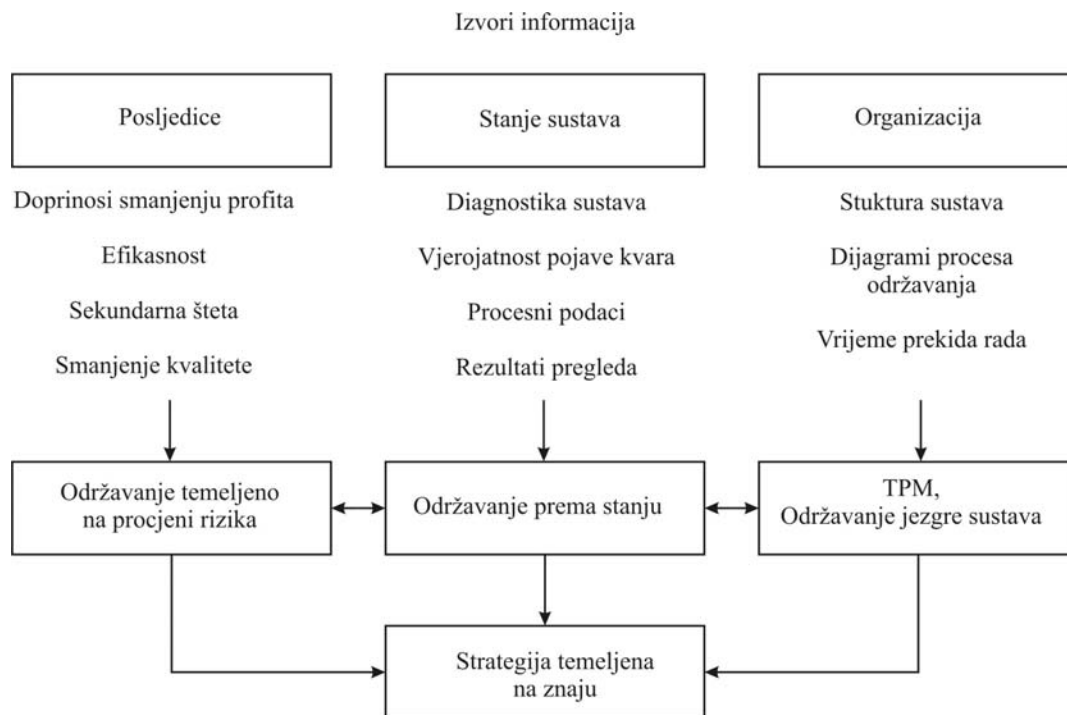 Izvori informacija
Posljedice
Stanje sustava
Organizacija
Doprinosi smanjenju profita
Efikasnost
Sekundarna šteta
Smanjenje kvalitete
Diagnostika sustava
Vjerojatnost pojave kvara
Procesni podaci
Rezultati pregleda
Stuktura sustava
Dijagrami procesa
održavanja
Vrijeme prekida rada
Održavanje temeljeno
na procjeni rizika
Održavanje prema stanju
TPM,
Održavanje jezgre sustava
Strategija temeljena
na znaju